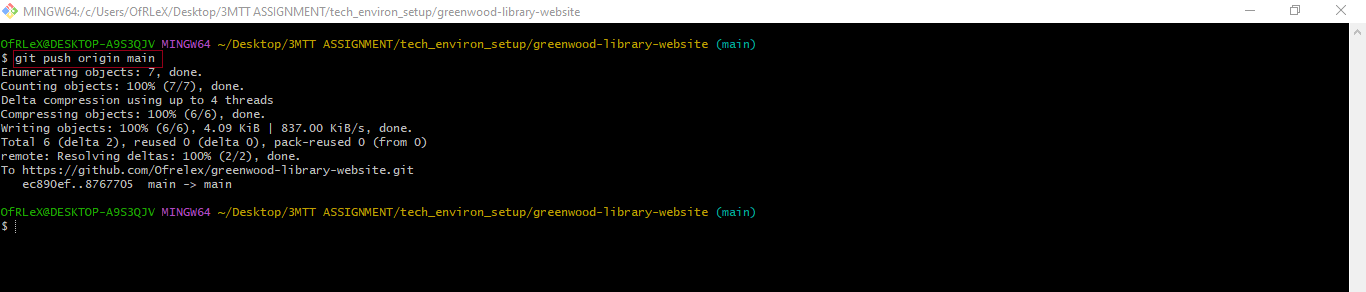 MINGW64:/c/Users/OfRLeX/Desktop/3MTT ASSIGNMENT/tech_environ_setup/greenwood-library-website
OfRLeX@DESKTOP-A9S3QJV MINGW64 ~/Desktop/3MTT ASSIGNMENT/tech_environ_setup/greenwood-library-website (main)
$ git push origin main
Enumerating objects: 7, done.
Counting objects: 100% (7/7), done.
Delta compression using up to 4 threads
Compressing objects: 100% (6/6), done.
Writing objects: 100% (6/6), 4.09 KiB | 837.00 KiB/s, done.
Total 6 (delta 2), reused 0 (delta 0), pack-reused 0 (from 0)
remote: Resolving deltas: 100% (2/2), done.
To https://github.com/Ofrelex/greenwood-library-website.git
ec890ef..8767705  main -> main
OfRLeX@DESKTOP-A9S3QJV MINGW64 ~/Desktop/3MTT ASSIGNMENT/tech_environ_setup/greenwood-library-website (main)
$